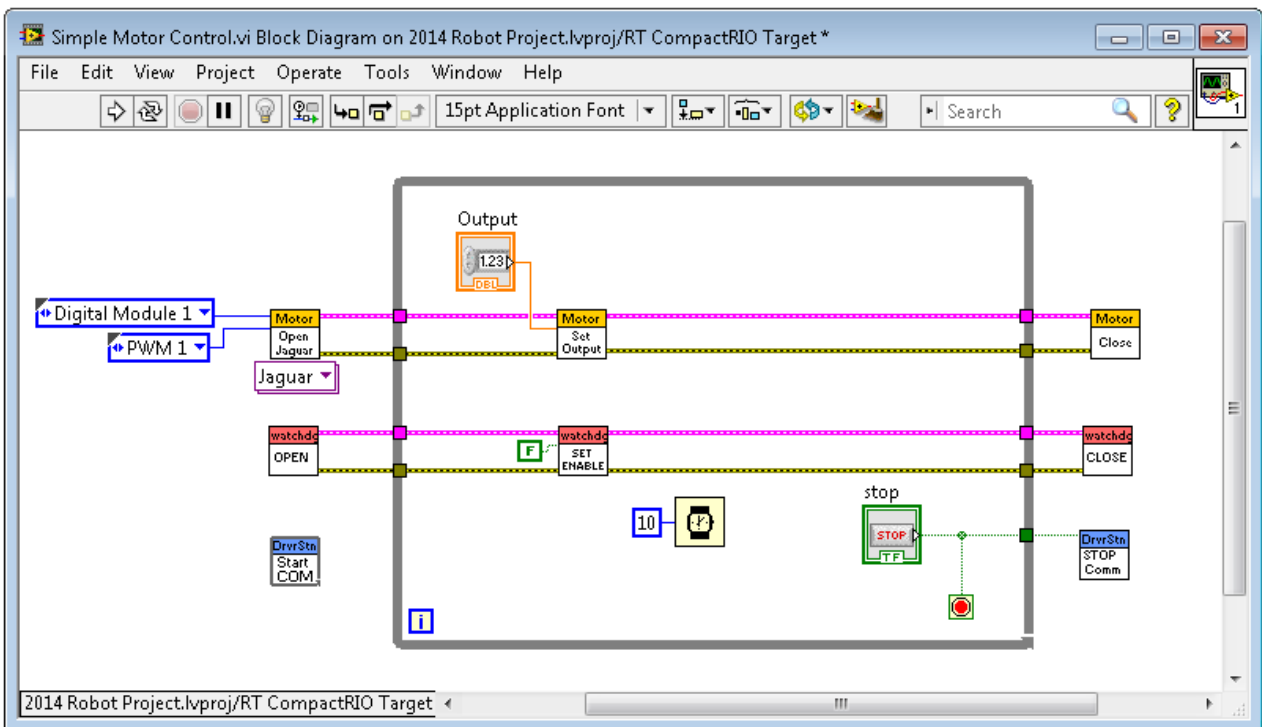 Simple Motor Control.vi Block Diagram on 2014 Robot Project.lvproj/RT CompactRIO Target *
File Edit View Project Operate Tools Window Help
15pt Application Font
Search
1
Output
1.23
DBL
Digital Module 1
PWM 1
Motor
Open
Jaguar
Jaguar
Motor
Set
Output
Motor
Close
watchdg
OPEN
F
watchdg
SET
ENABLE
watchdg
CLOSE
10
stop
STOP
TF
DrvrStn
Start
COM
DrvrStn
STOP
Comm
i
2014 Robot Project.lvproj/RT CompactRIO Target